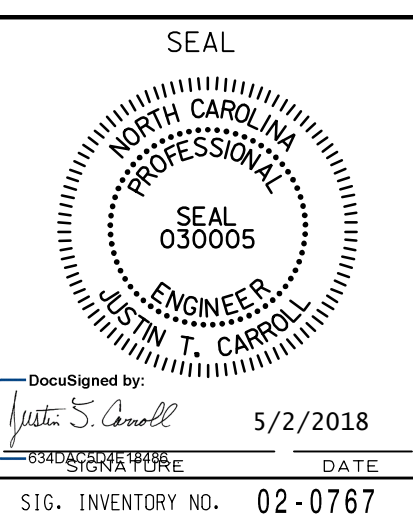 SEAL
NORTH CAROLINA
PROFESSIONAL
SEAL
030005
ENGINEER
JUSTIN T. CARROLL
DocuSigned by:
Justin T. Carroll
5/2/2018
634DAC5D4E18486...
SIGNATURE DATE
SIG. INVENTORY NO. 02-0767